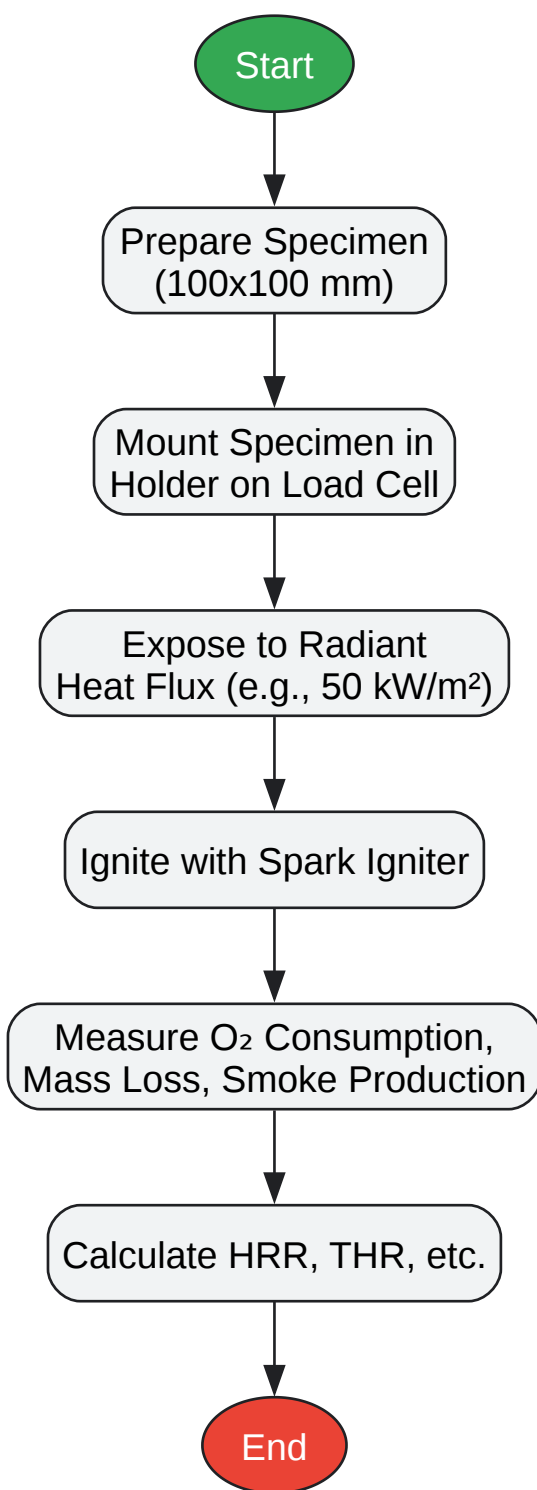 Start
Prepare Specimen
(100x100 mm)
Mount Specimen in
Holder on Load Cell
Expose to Radiant
Heat Flux (e.g., 50 kW/m²)
Ignite with Spark Igniter
Measure O₂ Consumption,
Mass Loss, Smoke Production
Calculate HRR, THR, etc.
End